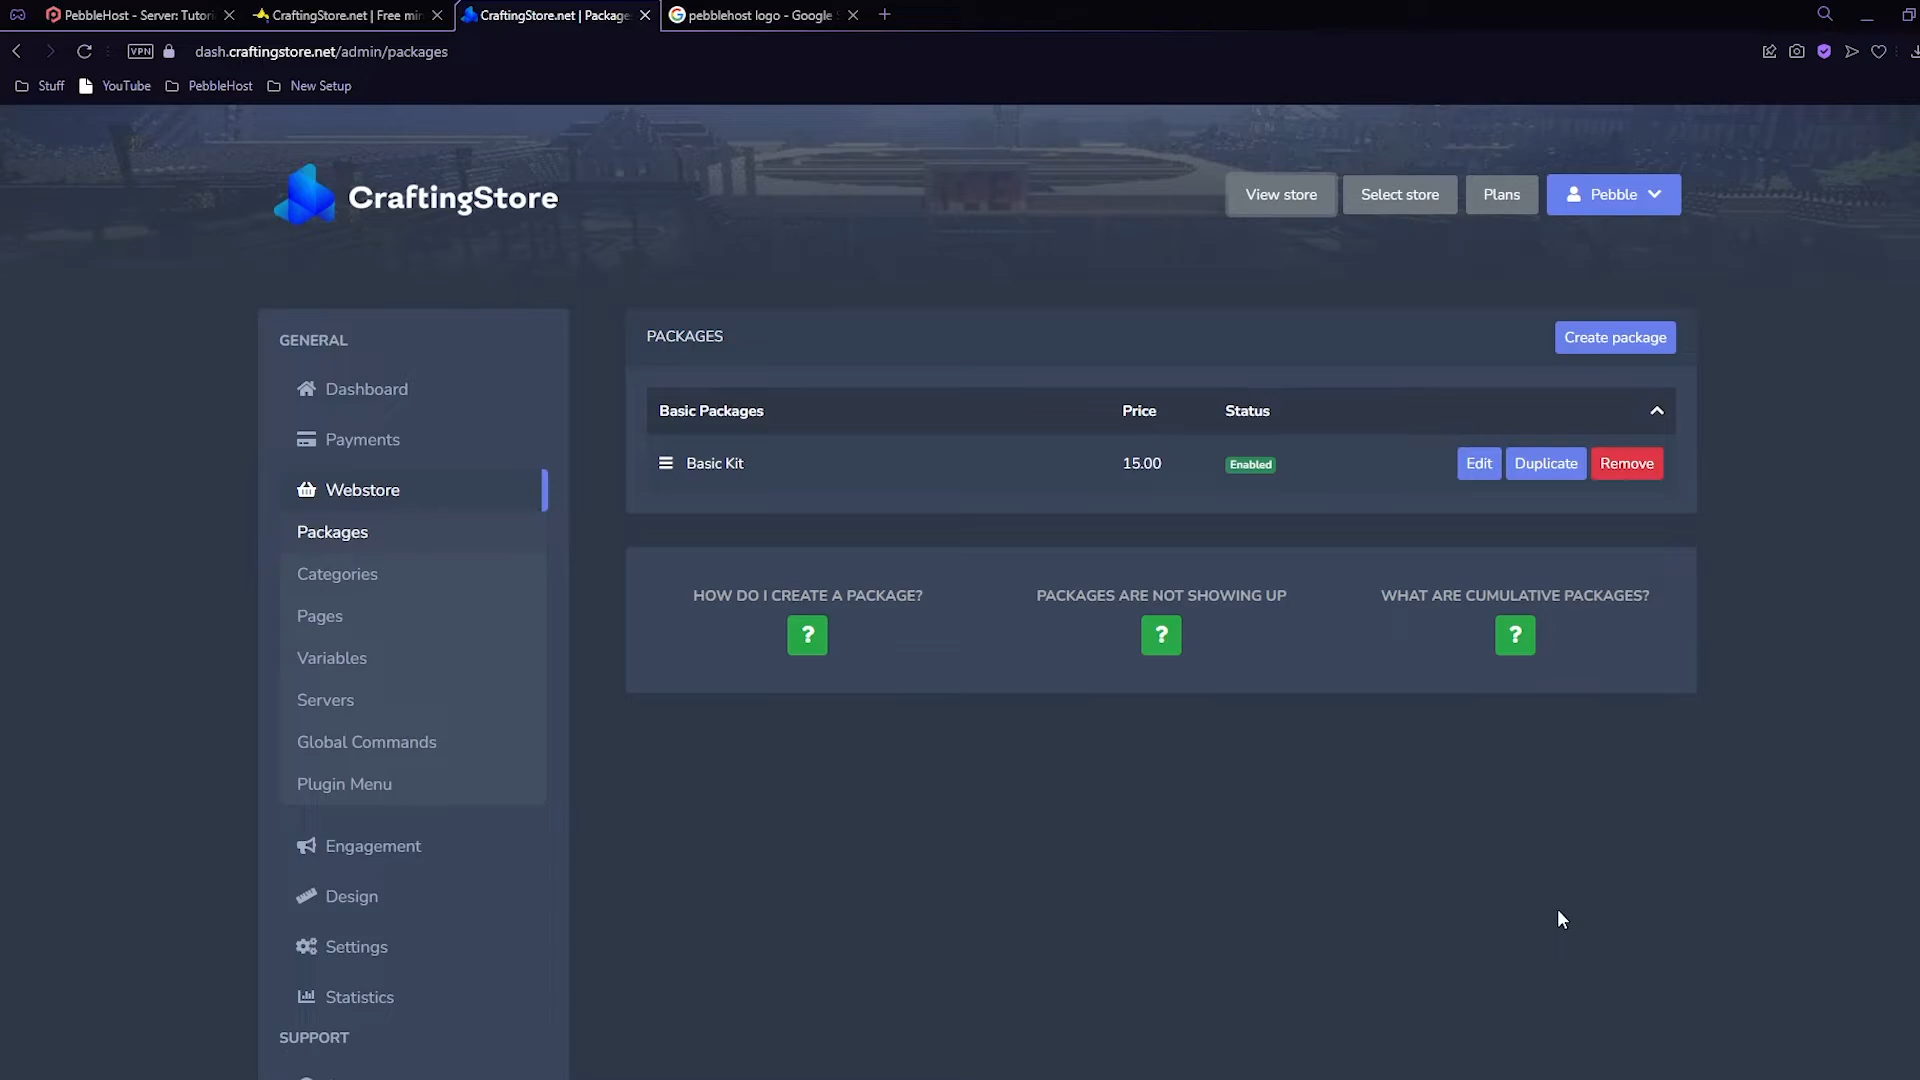 PebbleHost - Server: Tutori
CraftingStore.net | Free min
CraftingStore.net | Package
pebblehost logo - Google
VPN
dash.craftingstore.net/admin/packages
Stuff
YouTube
PebbleHost
New Setup
CraftingStore
View store
Select store
Plans
Pebble
GENERAL
Dashboard
Payments
Webstore
Packages
Categories
Pages
Variables
Servers
Global Commands
Plugin Menu
Engagement
Design
Settings
Statistics
SUPPORT
PACKAGES
Create package
Basic Packages Price Status
Basic Kit 15.00 Enabled Edit Duplicate Remove
HOW DO I CREATE A PACKAGE?
?
PACKAGES ARE NOT SHOWING UP
?
WHAT ARE CUMULATIVE PACKAGES?
?